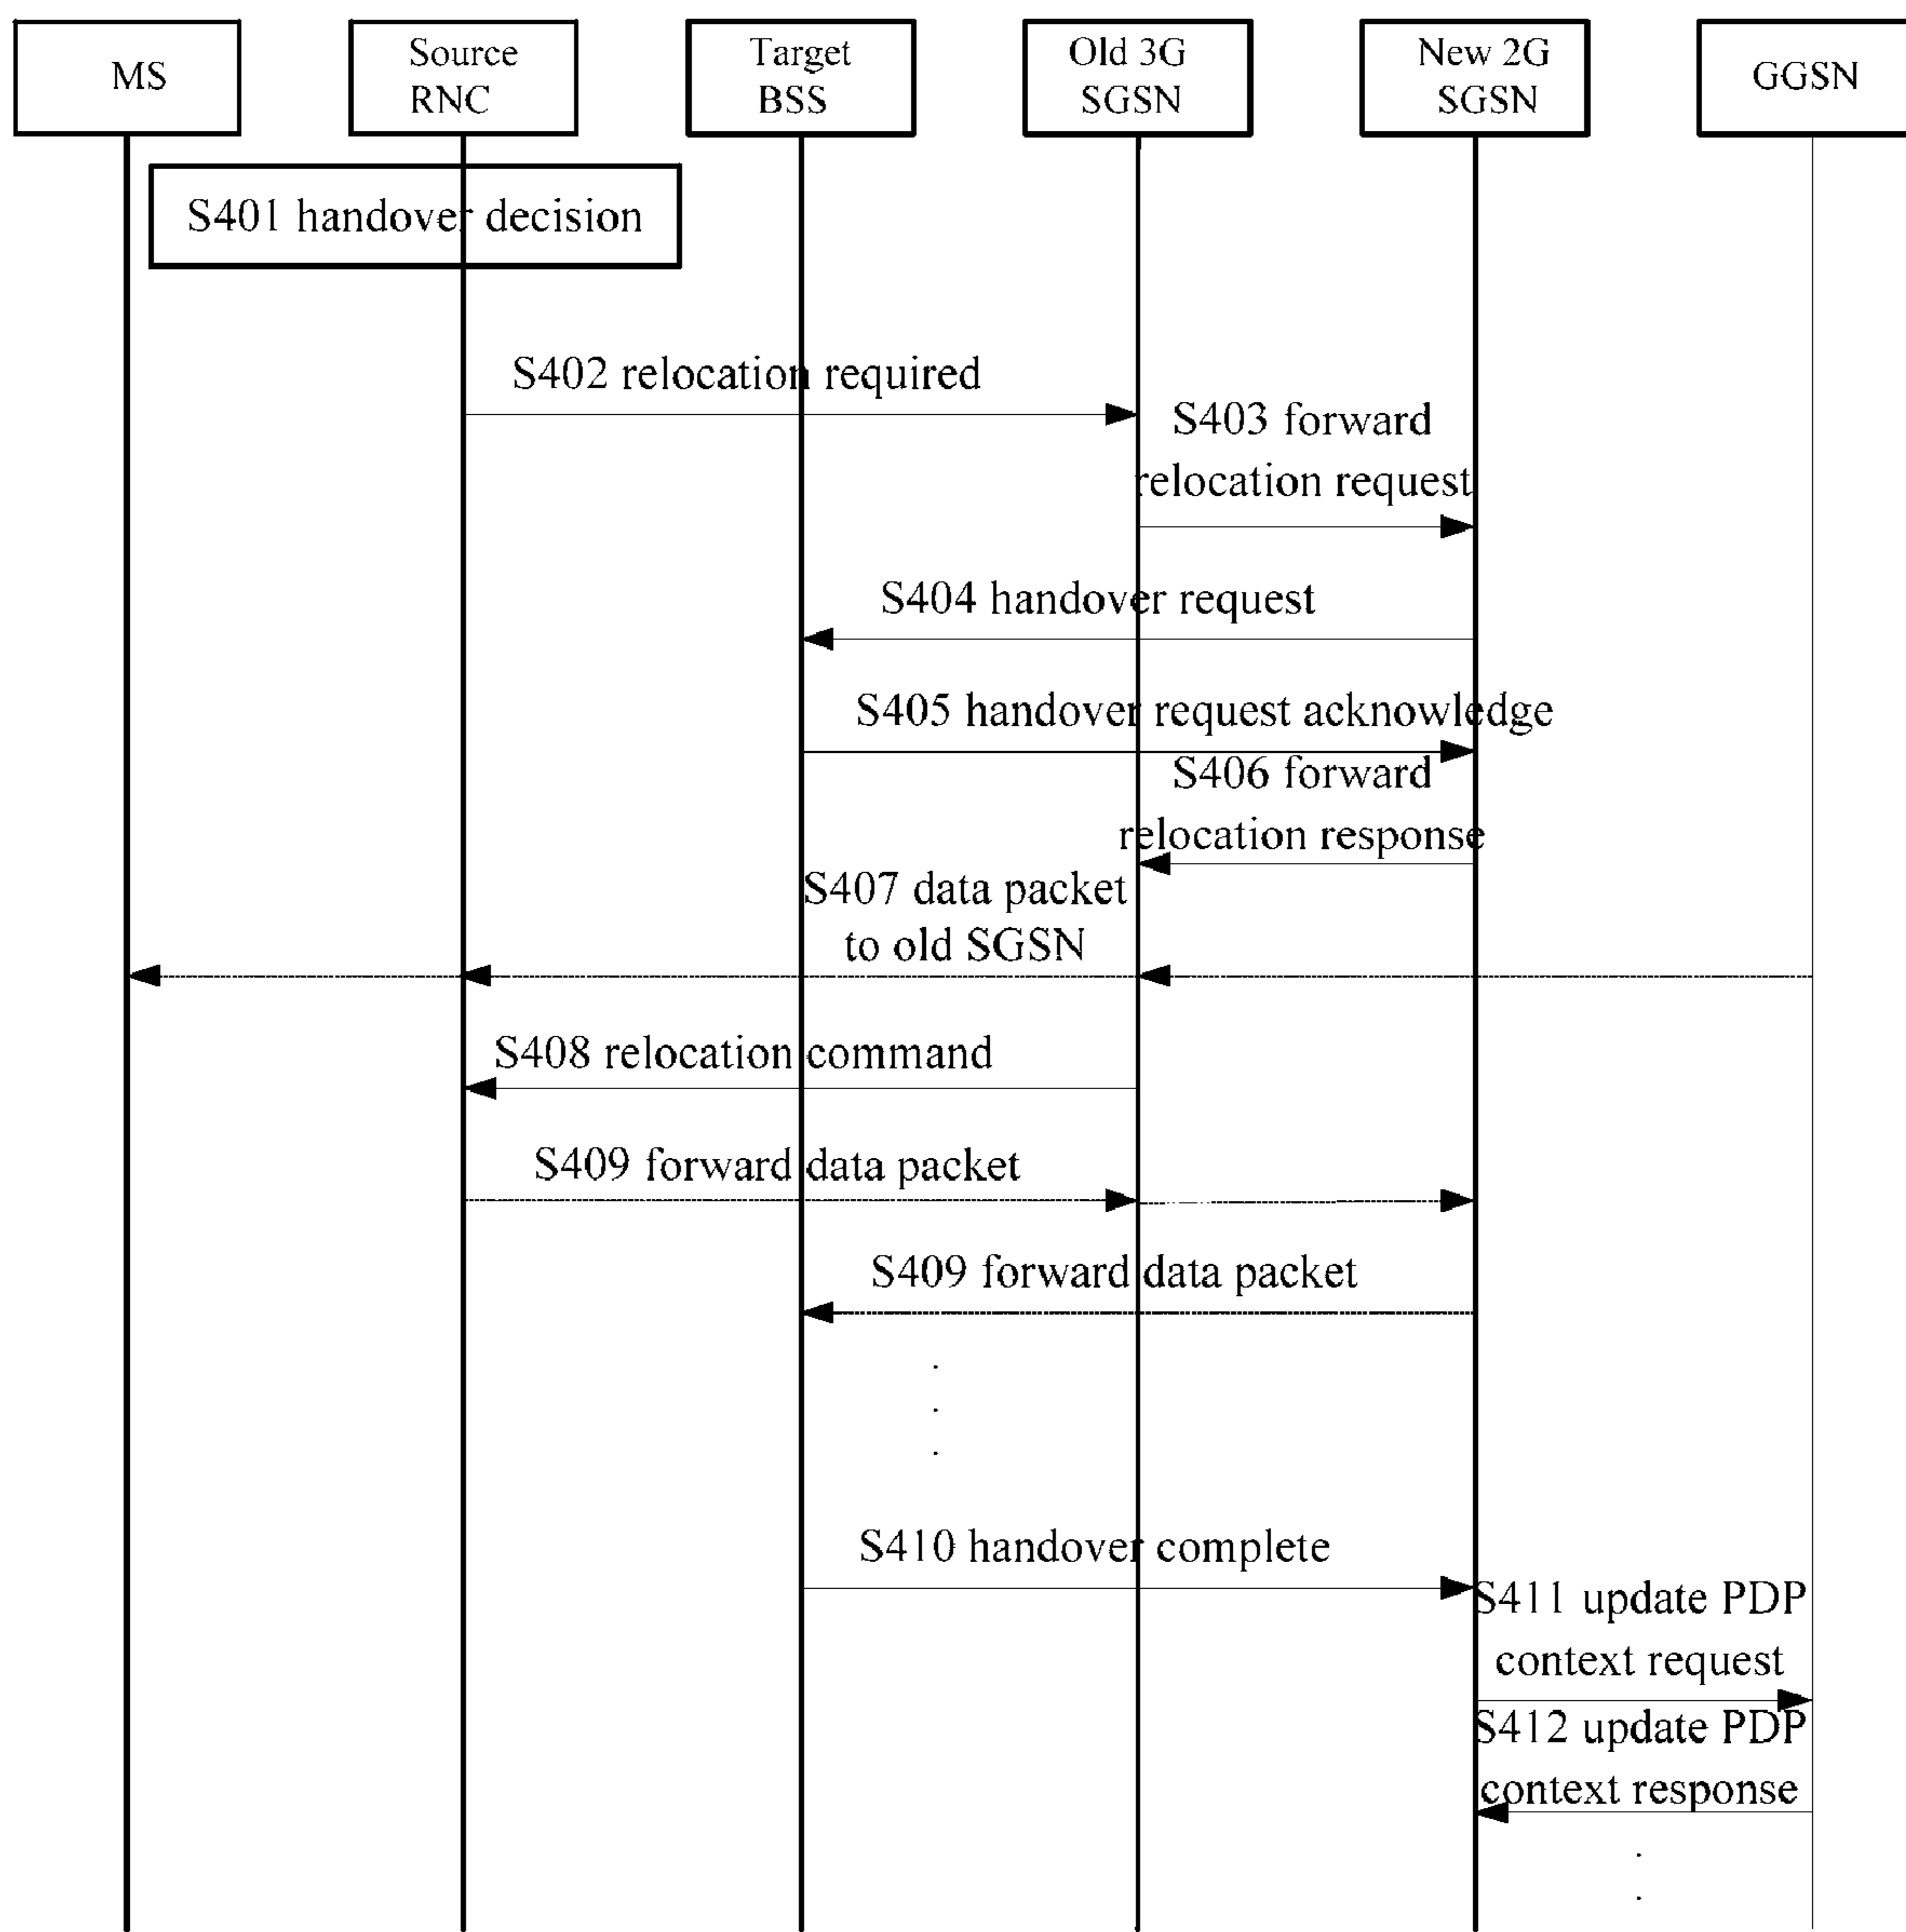 MS
Source
RNC
Target
BSS
Old 3G
SGSN
New 2G
SGSN
GGSN
S401 handover decision
S402 relocation required
S403 forward
relocation request
S404 handover request
S405 handover request acknowledge
S406 forward
relocation response
S407 data packet
to old SGSN
S408 relocation command
S409 forward data packet
S409 forward data packet
S410 handover complete
S411 update PDP
context request
S412 update PDP
context response